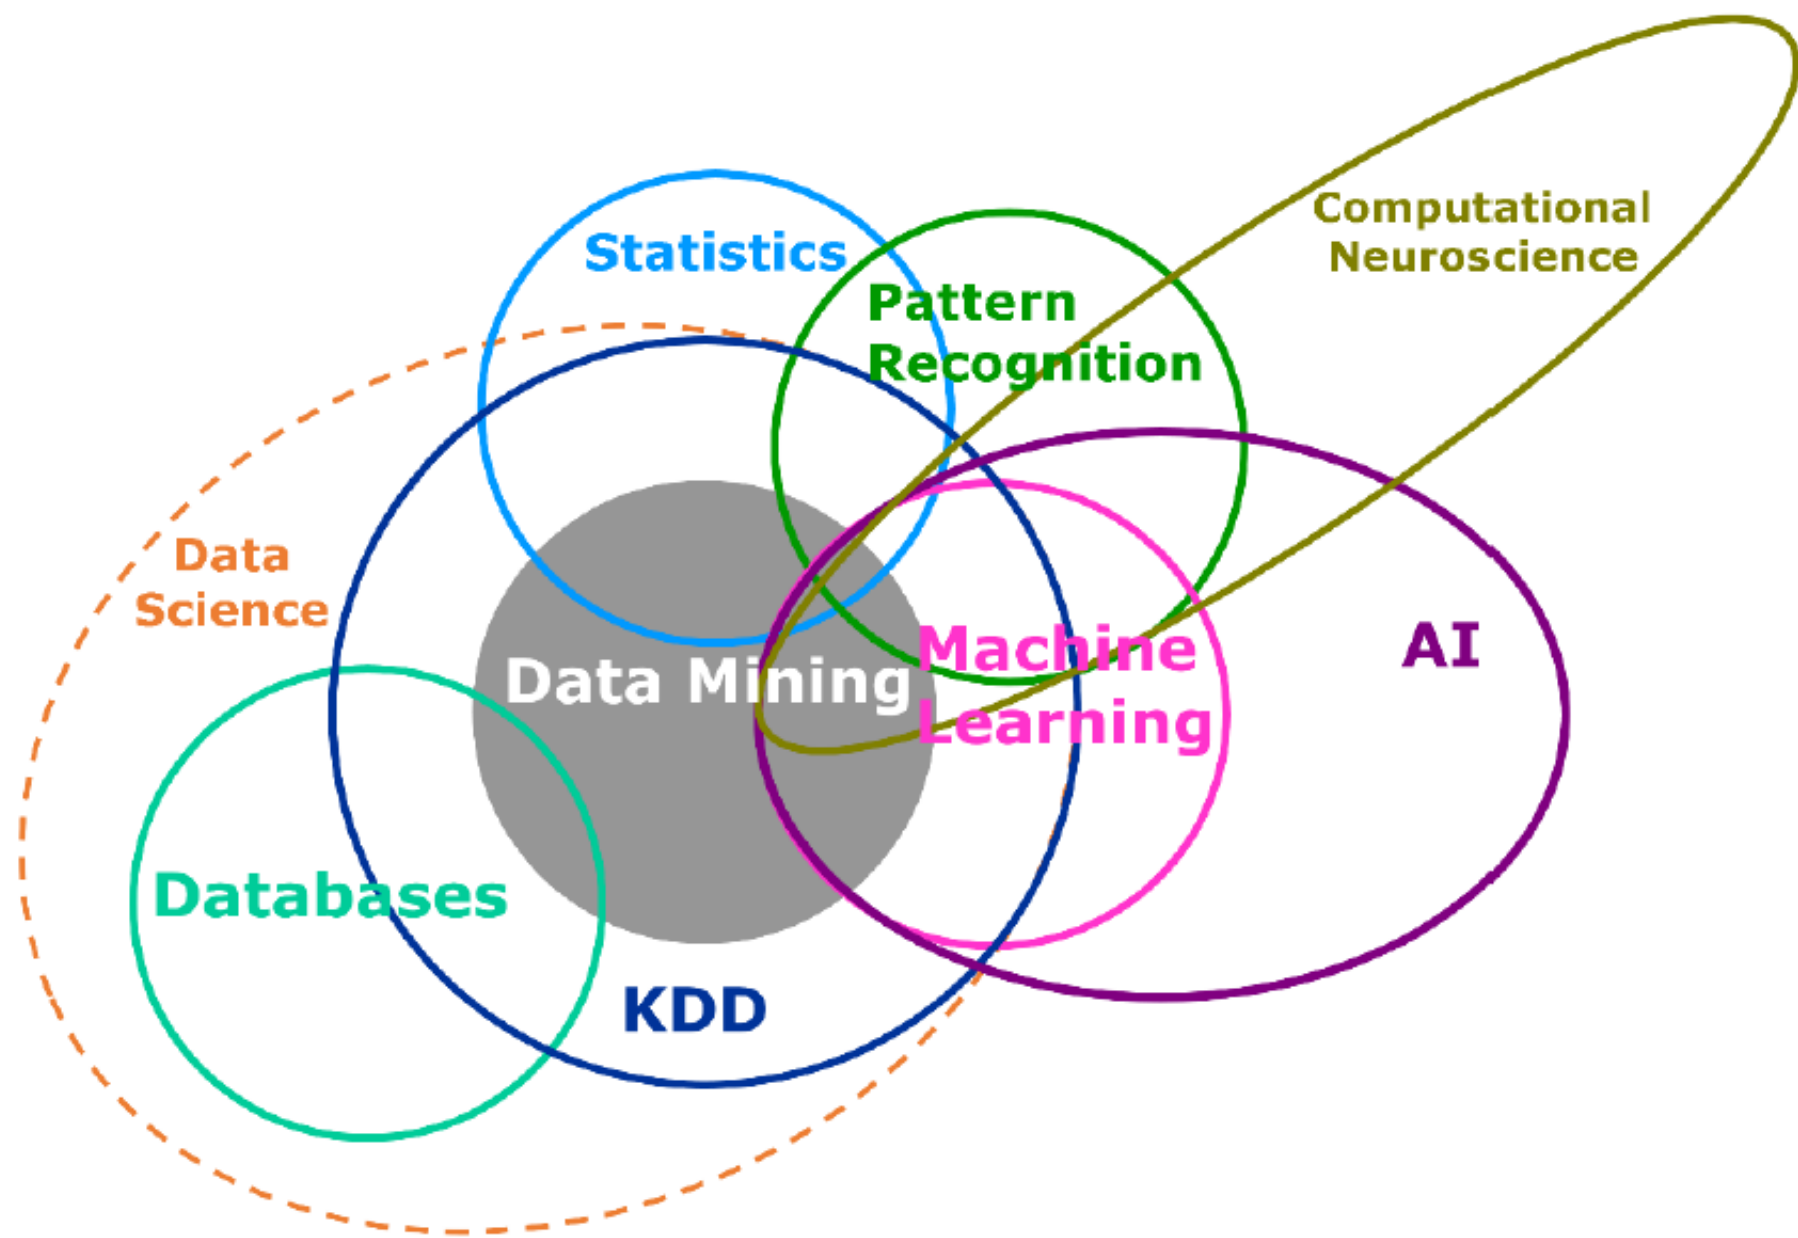 Computational
Neuroscience
Statistics
Pattern
Recognition
Data
Science
Machine
Learning
AI
Data Mining
Databases
KDD